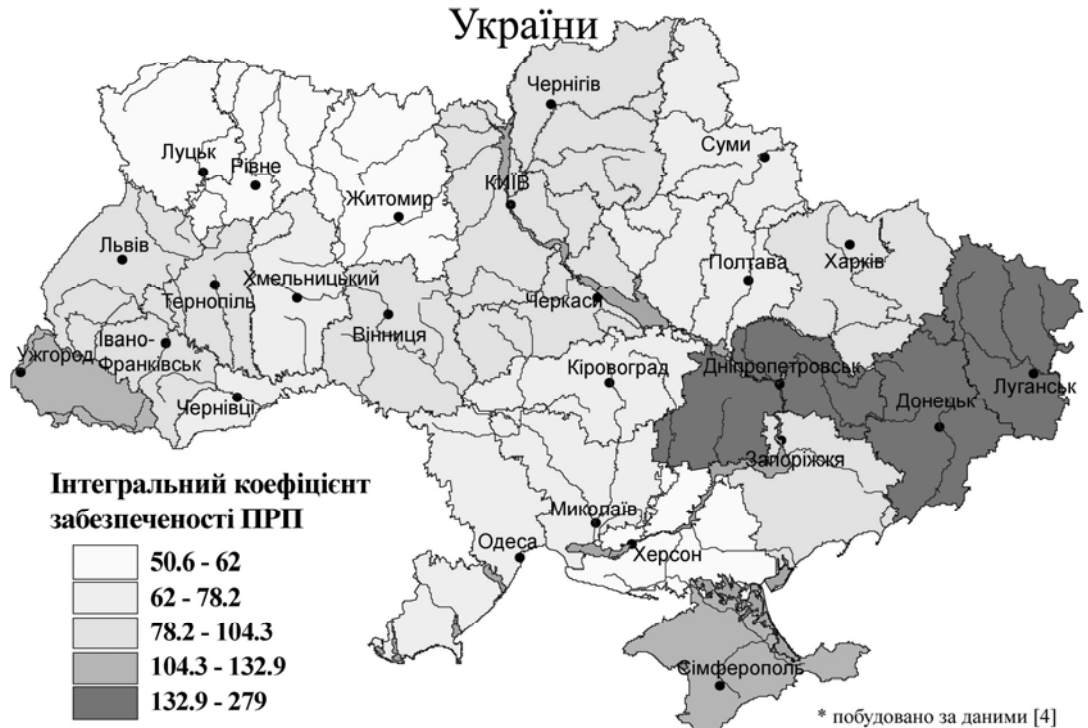 України
Чернігів
Суми
Луцьк
Рівне
КИЇВ
Житомир
Львів
Полтава
Харків
Хмельницький
Тернопіль
Черкаси
Вінниця
Івано-
Франківськ
Ужгород
Кіровоград
Дніпропетровськ
Луганськ
Чернівці
Донецьк
Запоріжжя
Інтегральний коефіцієнт
забезпеченості ПРП
Миколаїв
Одеса
Херсон
50.6 - 62
62 - 78.2
78.2 - 104.3
104.3 - 132.9
132.9 - 279
Сімферополь
* побудовано за даними [4]